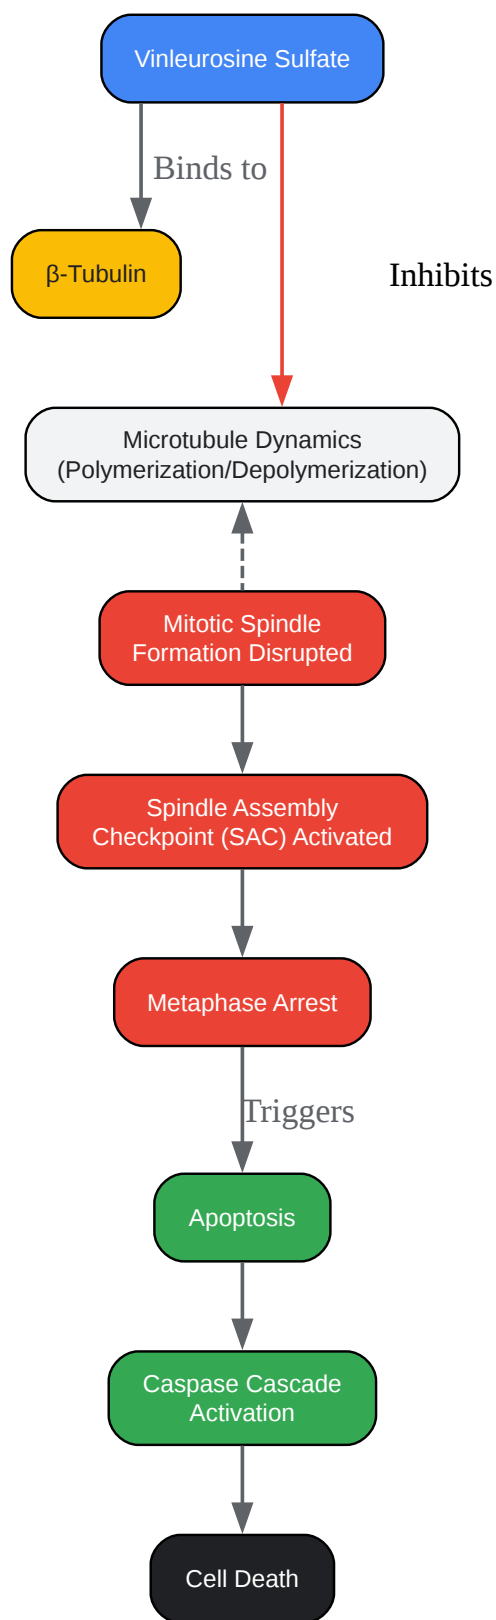 Vinleurosine Sulfate
Binds to
β-Tubulin
Inhibits
Microtubule Dynamics
(Polymerization/Depolymerization)
Mitotic Spindle
Formation Disrupted
Spindle Assembly
Checkpoint (SAC) Activated
Metaphase Arrest
Triggers
Apoptosis
Caspase Cascade
Activation
Cell Death